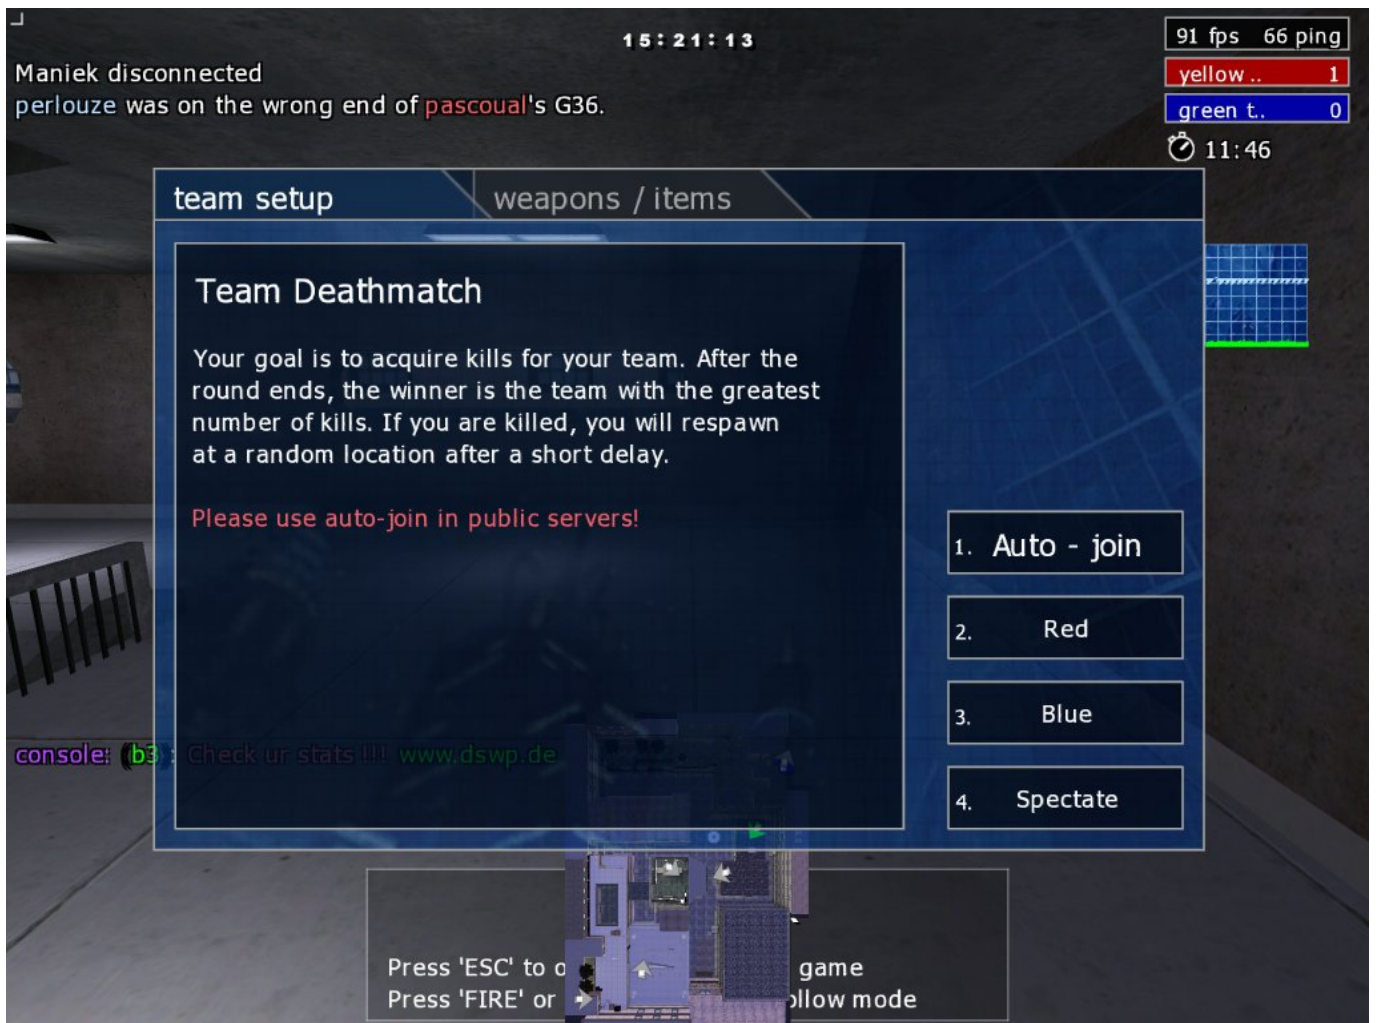 15:21:13
91 fps 66 ping
Maniek disconnected
yellow .. 1
perlouze was on the wrong end of pascoual's G36.
green t.. 0
11:46
team setup
weapons / items
Team Deathmatch
Your goal is to acquire kills for your team. After the
round ends, the winner is the team with the greatest
number of kills. If you are killed, you will respawn
at a random location after a short delay.
Please use auto-join in public servers!
1. Auto - join
2. Red
3. Blue
4. Spectate
console: (b3): Check ur stats !!! www.dswp.de
Press 'ESC' to game
Press 'FIRE' or mode